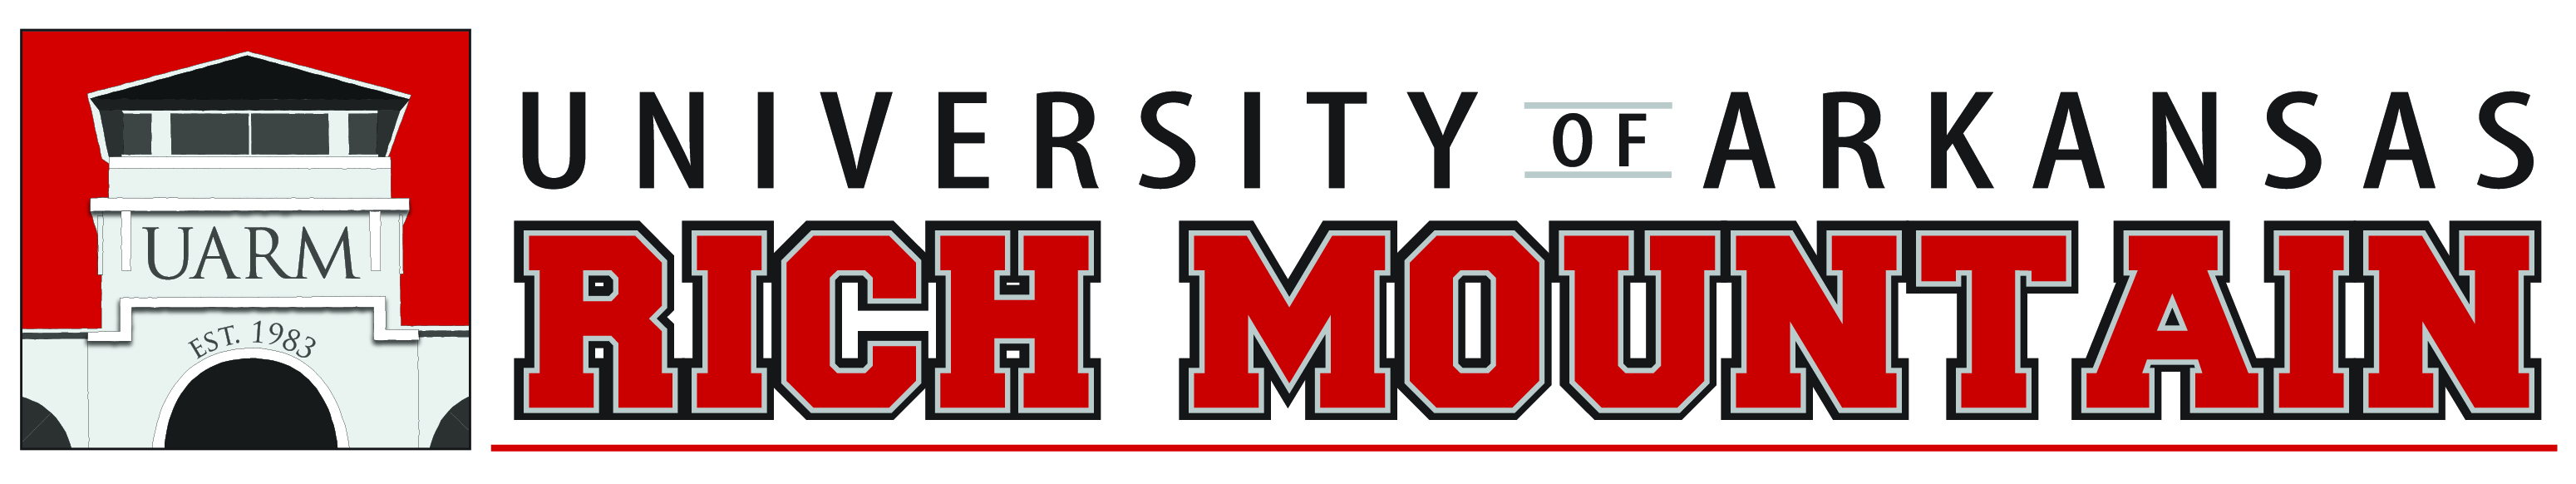 UARM
EST. 1983
UNIVERSITY OF ARKANSAS
RICH MOUNTAIN